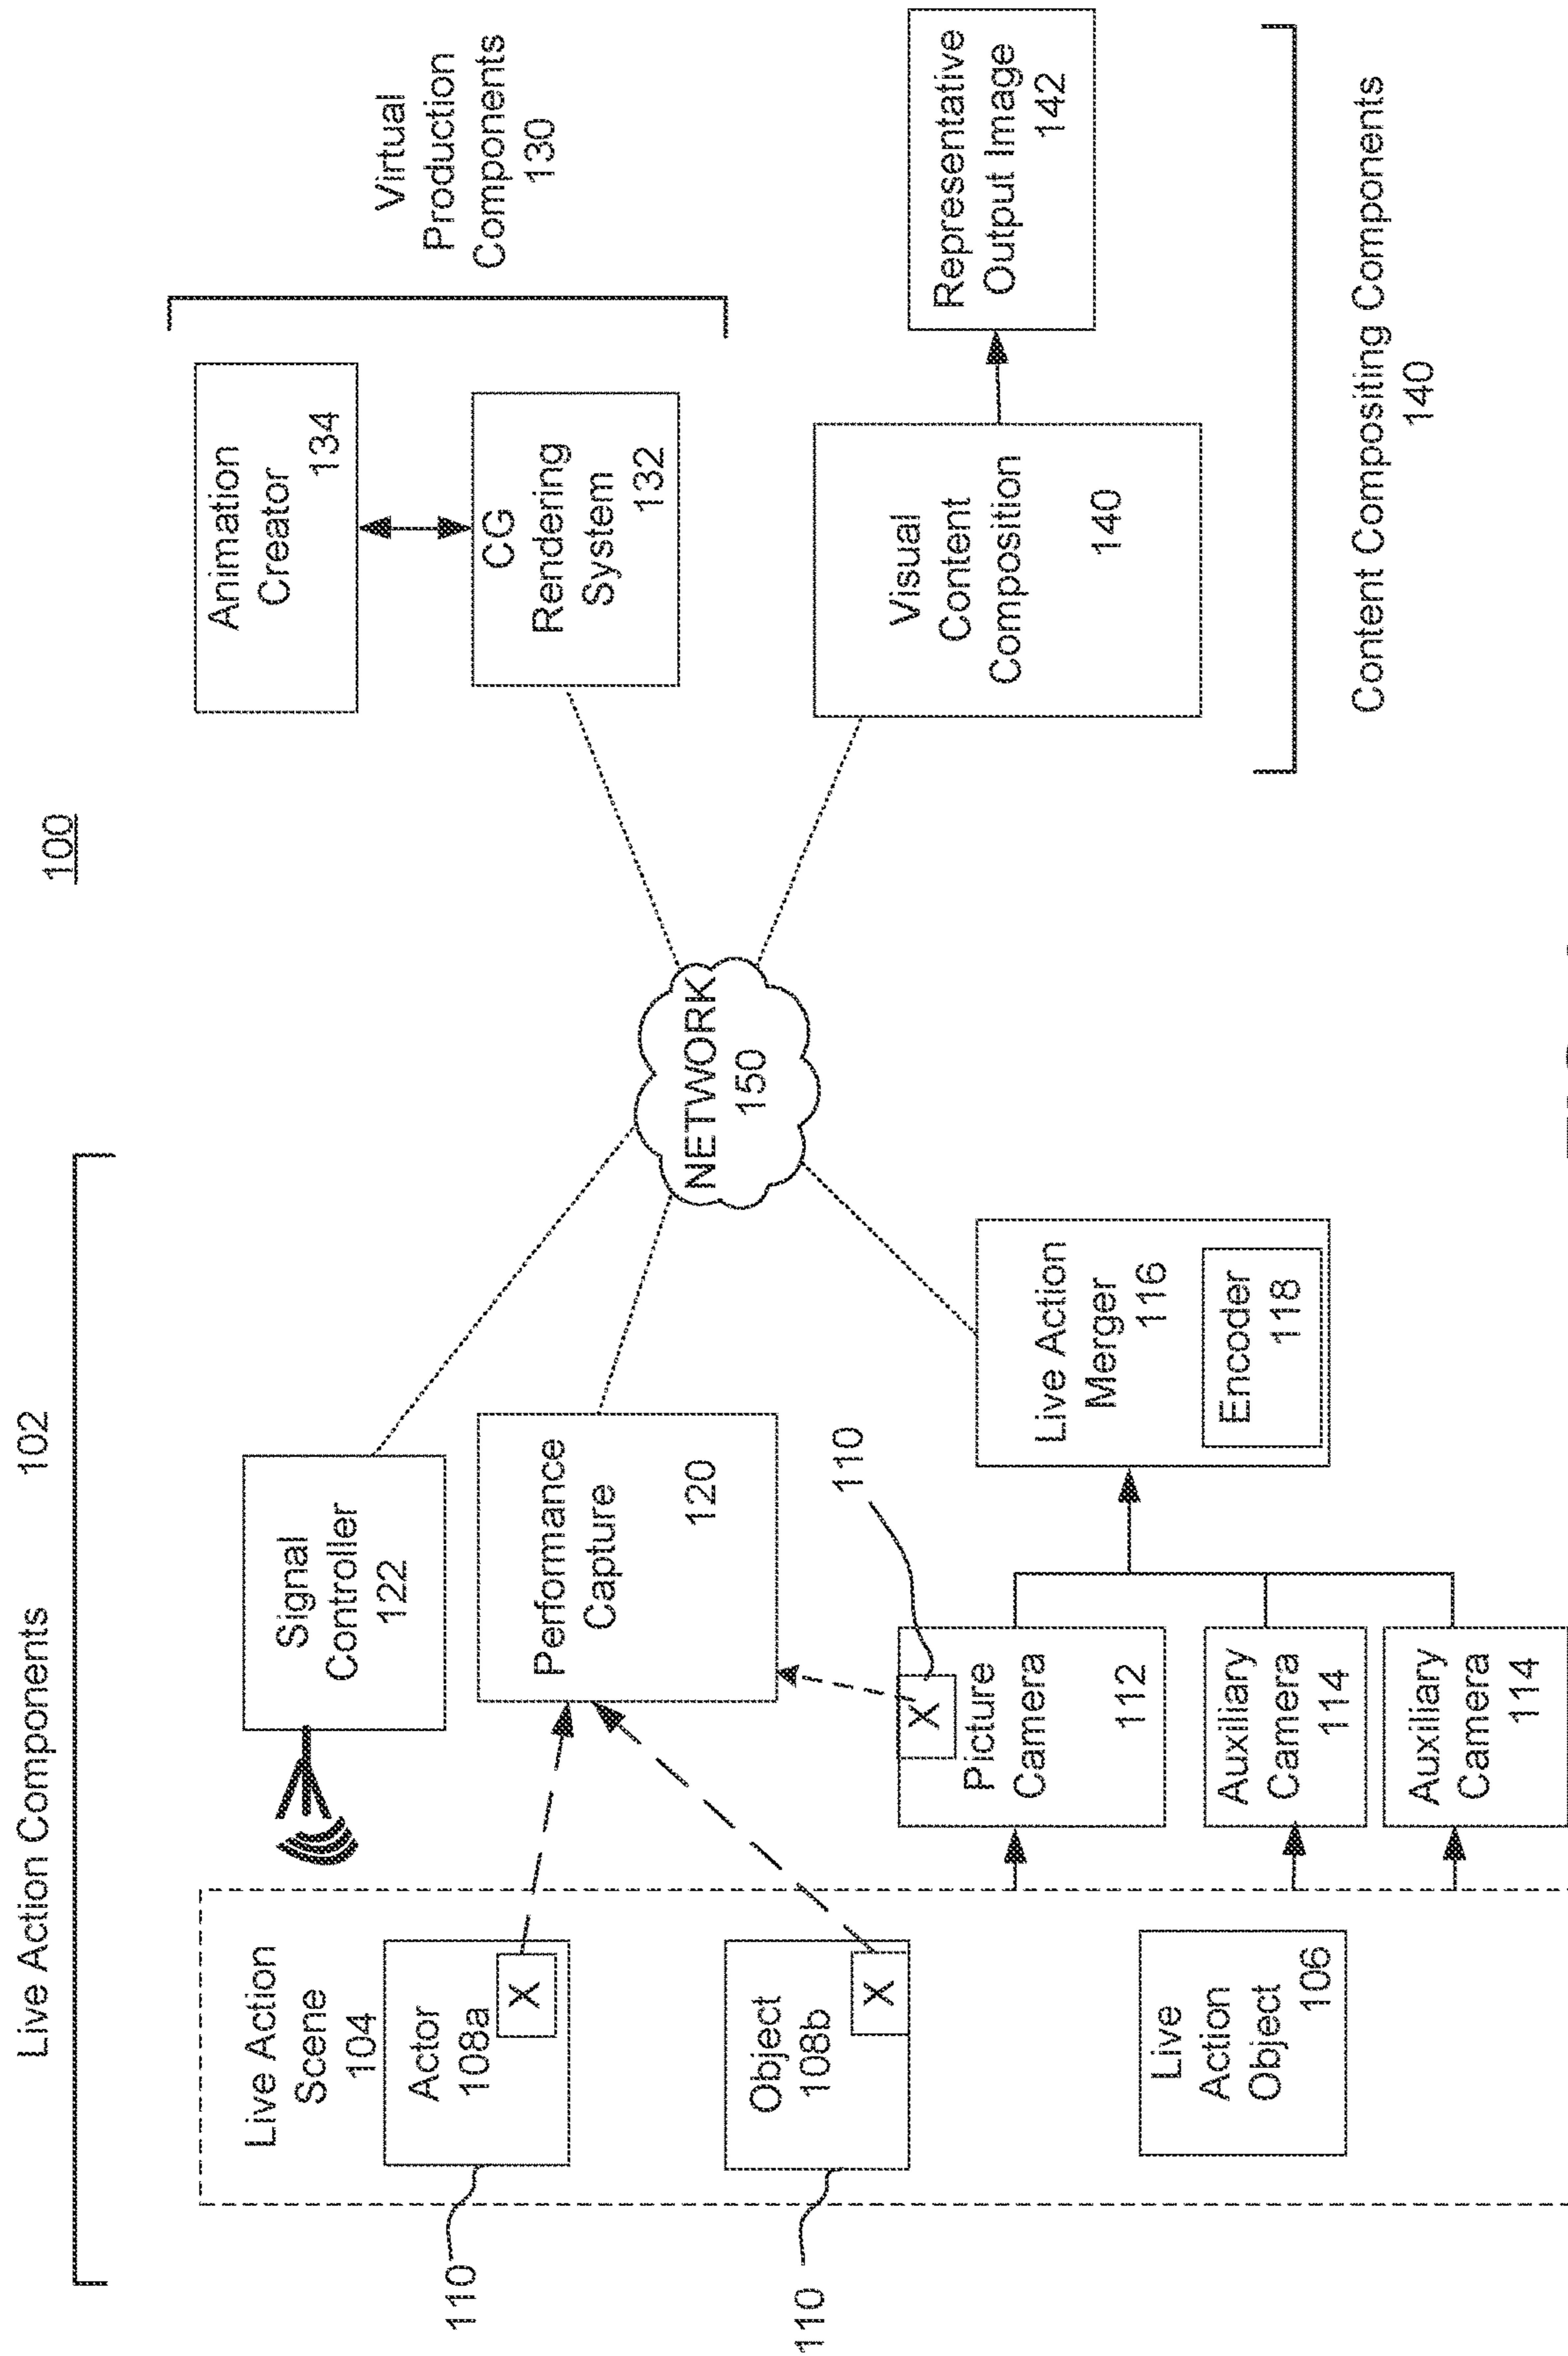 100
Live Action Components 102
Live Action
Scene
104
Actor
108a
X
110
Object
108b
X
110
Live
Action
Object
106
Signal
Controller
122
Performance
Capture
120
110
X
Picture
Camera
112
Auxiliary
Camera
114
Auxiliary
Camera
114
Live Action
Merger
116
Encoder
118
NETWORK
150
Animation
Creator
134
CG
Rendering
System
132
Virtual
Production
Components
130
Visual
Content
Composition
140
Representative
Output Image
142
Content Compositing Components
140